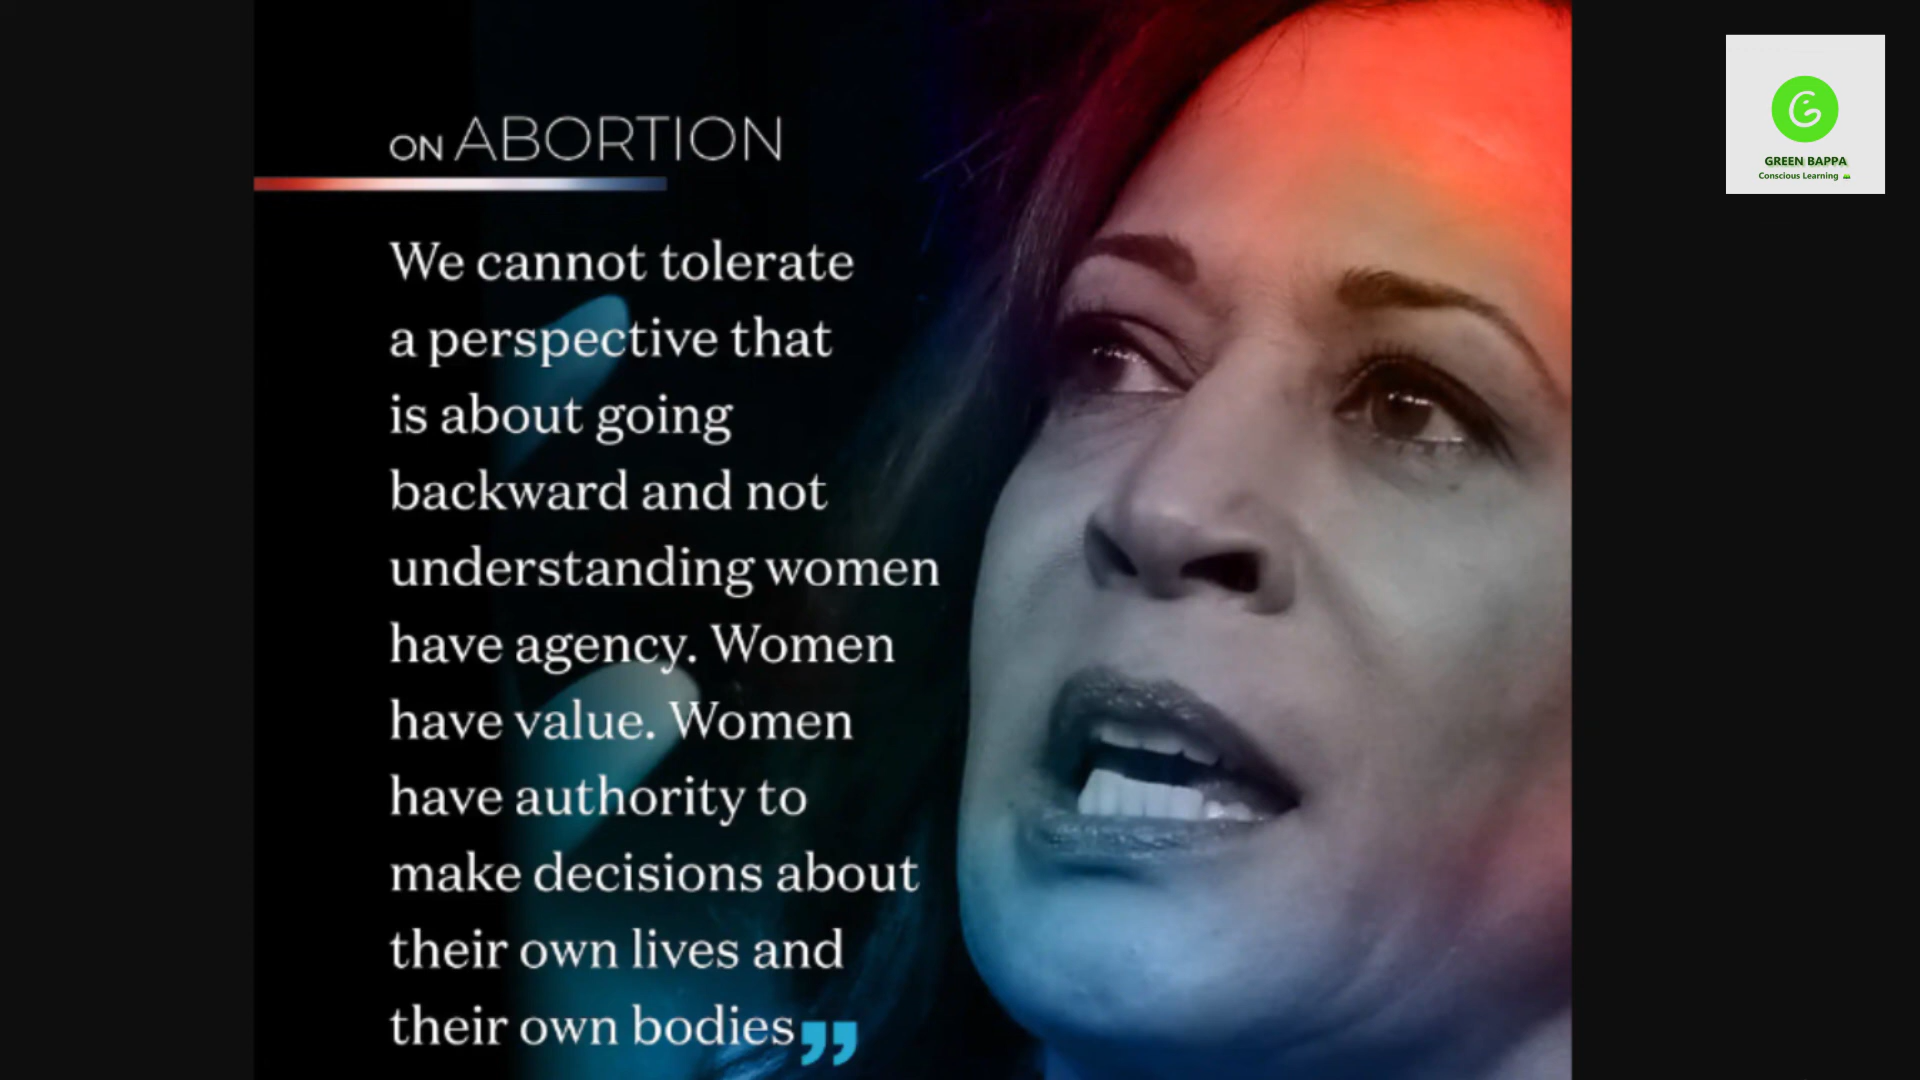 ON ABORTION
We cannot tolerate
a perspective that
is about going
backward and not
understanding women
have agency. Women
have value. Women
have authority to
make decisions about
their own lives and
their own bodies”
GREEN BAPPA
Conscious Learning